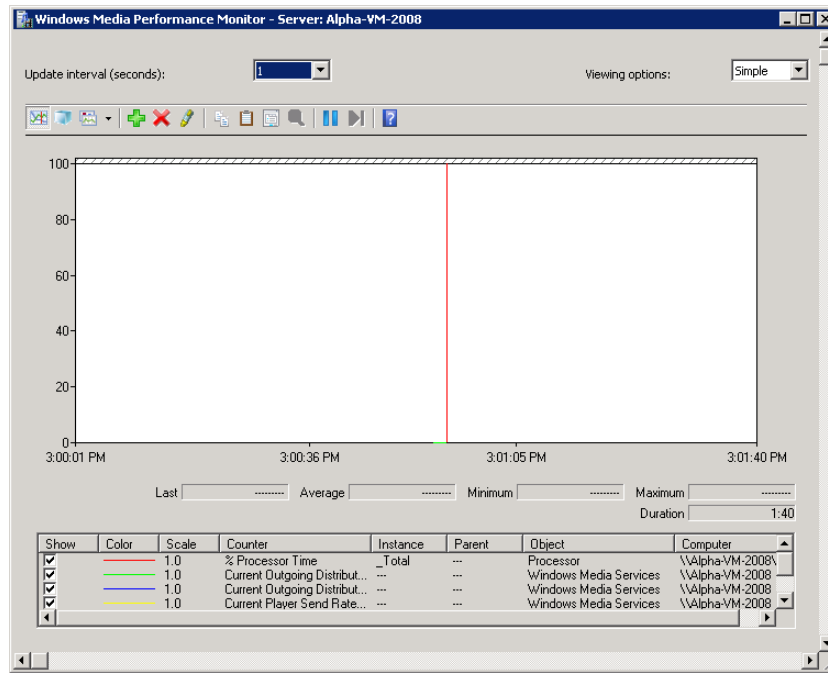 Windows Media Performance Monitor - Server: Alpha-VM-2008
Update interval (seconds): 1 Viewing options: Simple
100
80
60
40
20
0
3:00:01 PM 3:00:36 PM 3:01:05 PM 3:01:40 PM
Last --------- Average --------- Minimum --------- Maximum ---------
Duration 1:40
Show Color Scale Counter Instance Parent Object Computer
1.0 % Processor Time _Total --- Processor \\Alpha-VM-2008\
1.0 Current Outgoing Distribut... --- --- Windows Media Services \\Alpha-VM-2008
1.0 Current Outgoing Distribut... --- --- Windows Media Services \\Alpha-VM-2008
1.0 Current Player Send Rate... --- --- Windows Media Services \\Alpha-VM-2008